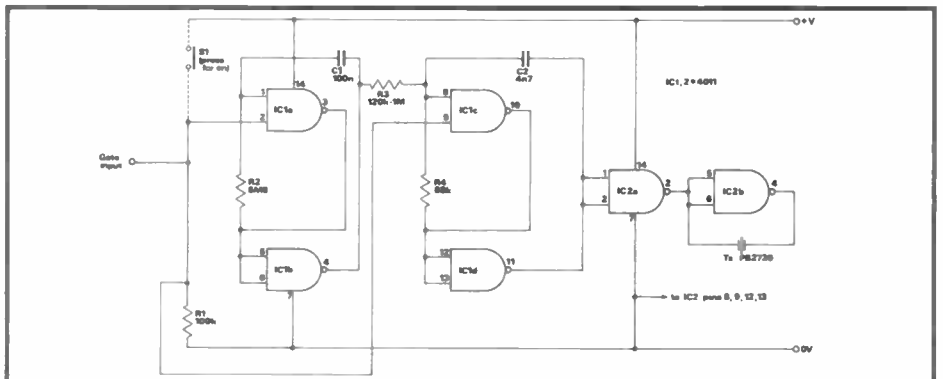 +V
S1
(press
for on)
C1
100n
C2
4n7
R3
120k-1M
IC1, 2 = 4011
14
1
2
3
IC1a
8
9
10
IC1c
Gate
input
R2
R4
68k
14
1
2
2
IC2a
7
5
6
4
IC2b
5
6
4
IC1b
7
12
13
11
IC1d
Tx PB2720
to IC2 pins 8, 9, 12, 13
R1
100k
0V